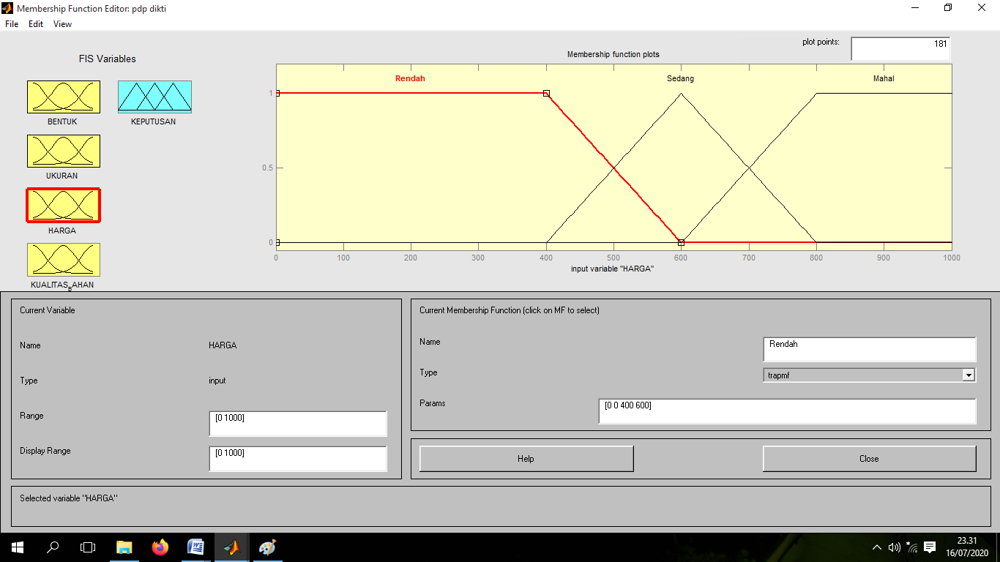 Membership Function Editor: pdp dikti
File Edit View
FIS Variables
BENTUK
KEPUTUSAN
UKURAN
HARGA
KUALITAS_BAHAN
plot points:
181
Membership function plots
Rendah Sedang Mahal
1
0.5
0
0 100 200 300 400 500 600 700 800 900 1000
input variable "HARGA"
Current Variable
Name HARGA
Type input
Range [0 1000]
Display Range [0 1000]
Current Membership Function (click on MF to select)
Name Rendah
Type trapmf
Params [0 0 400 600]
Help Close
Selected variable "HARGA"
23.31
16/07/2020